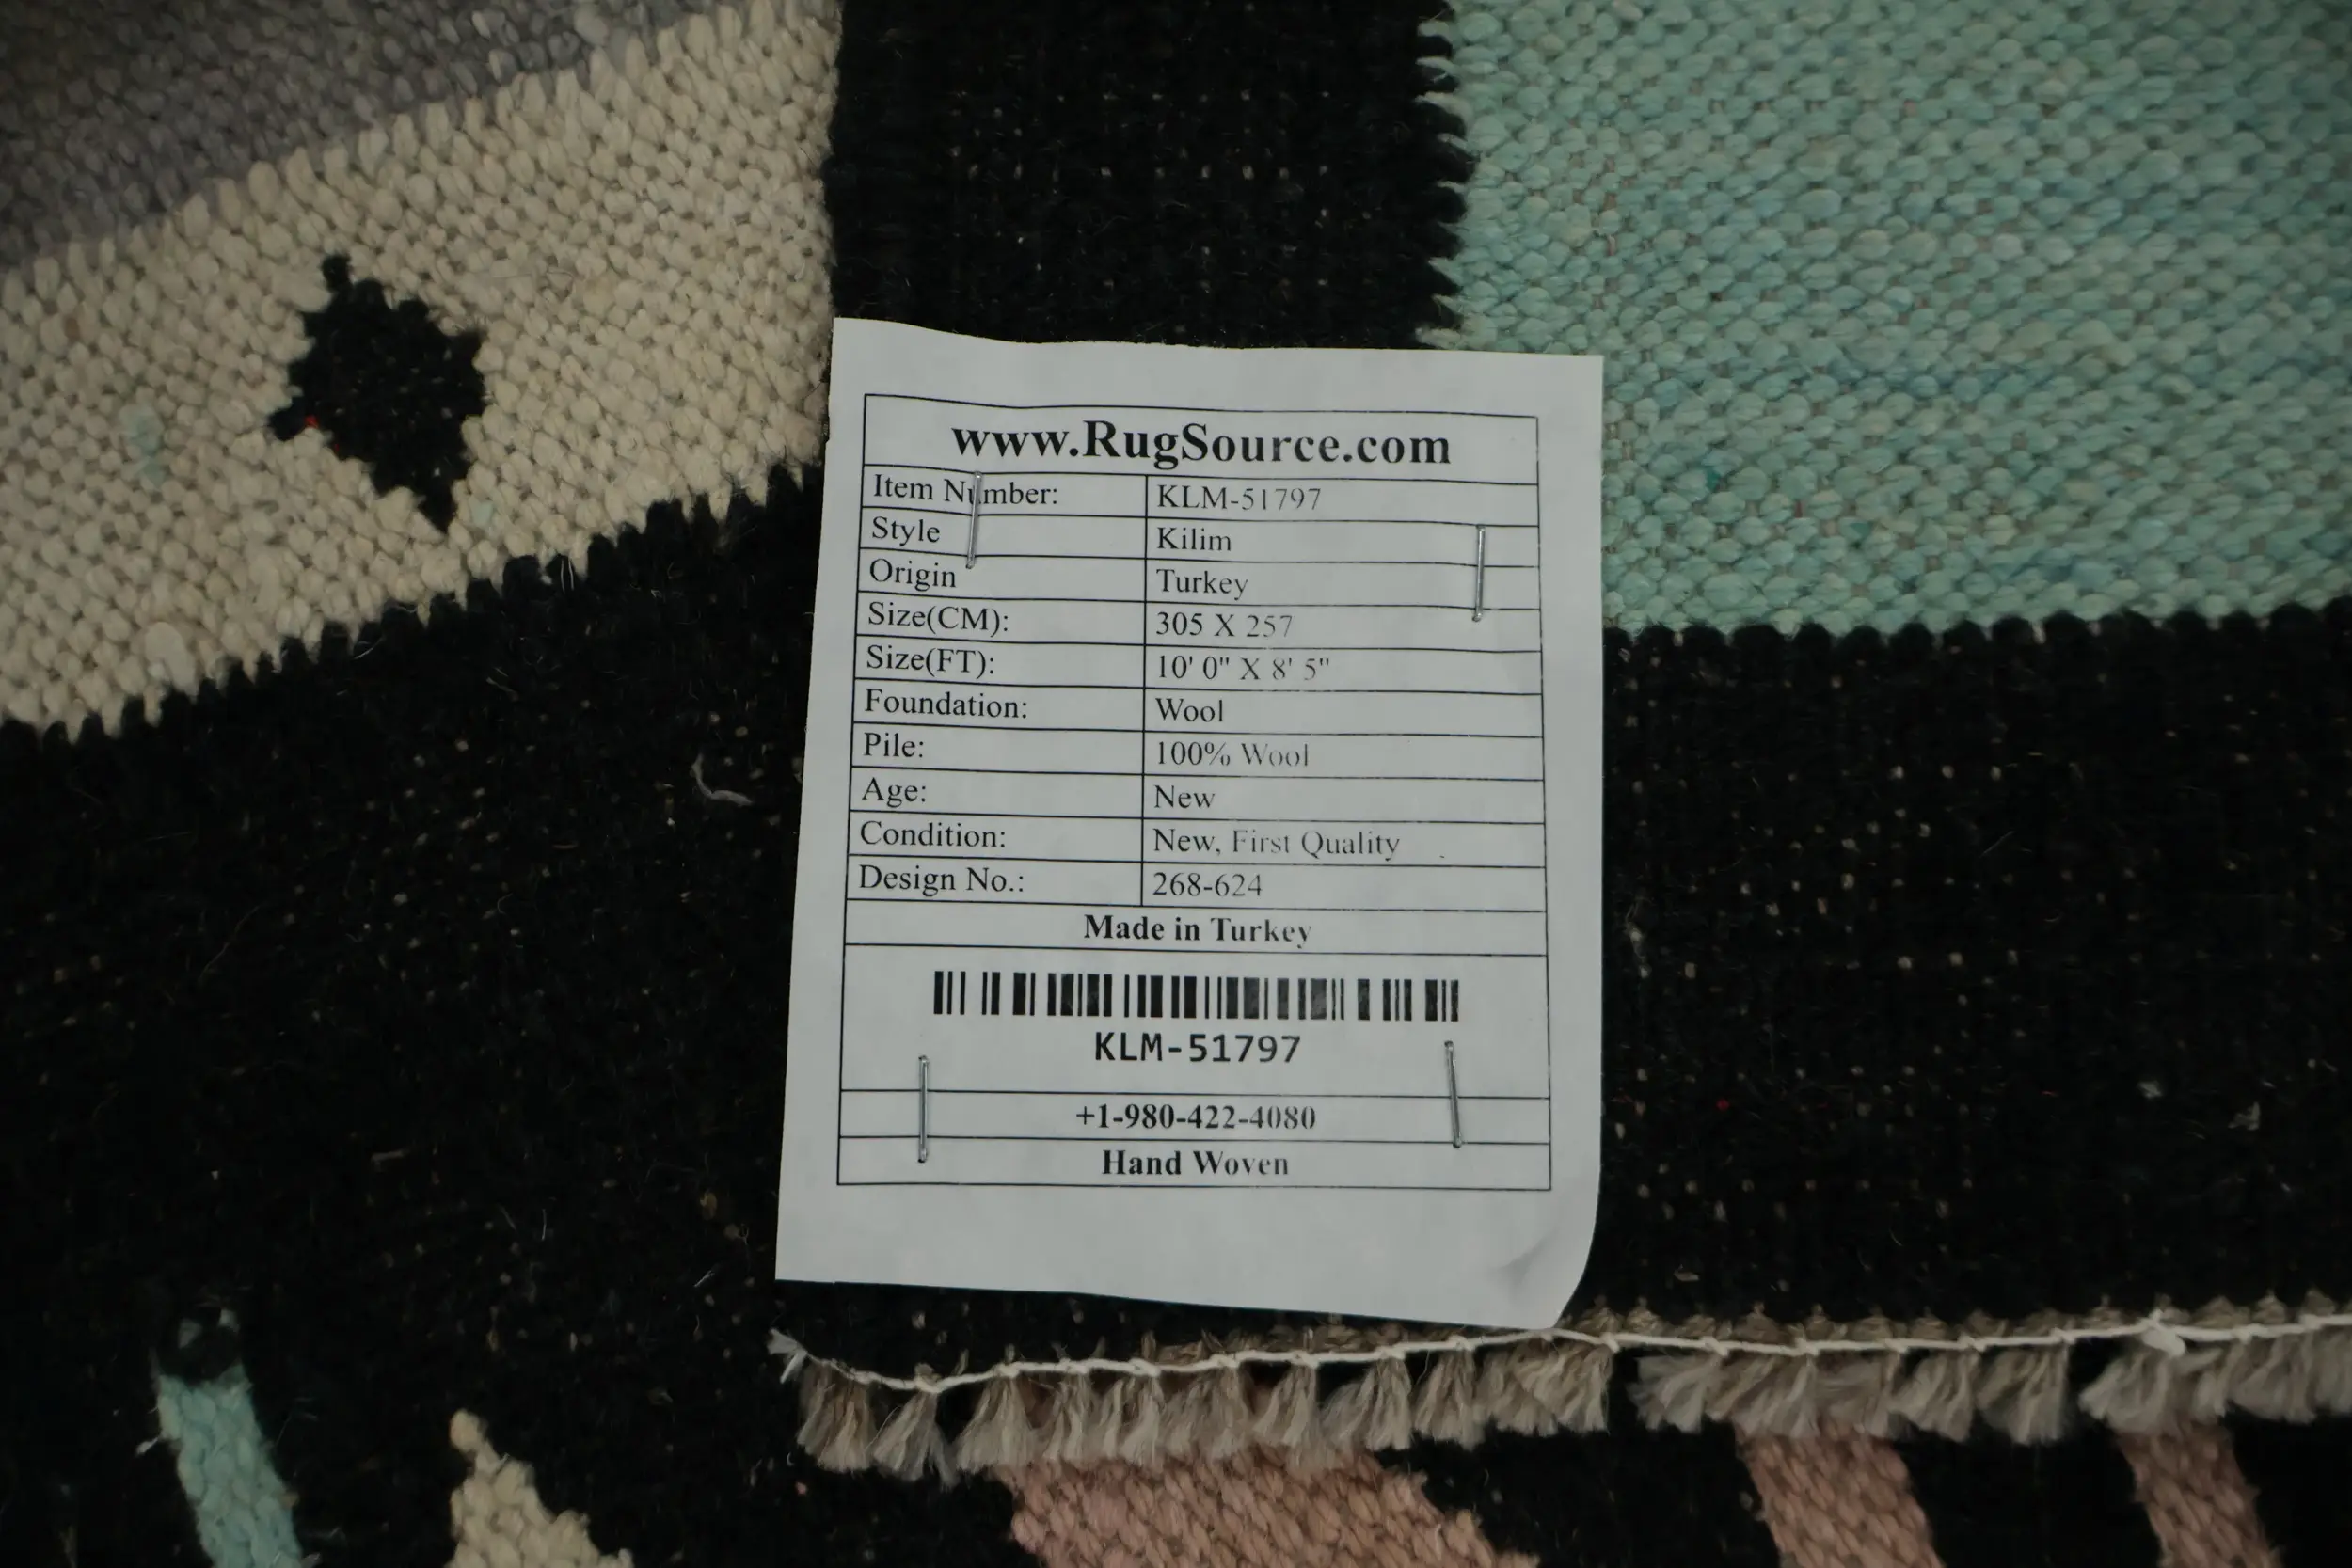 www.RugSource.com
Item Number: KLM-51797
Style Kilim
Origin Turkey
Size(CM): 305 X 257
Size(FT): 10' 0" X 8' 5"
Foundation: Wool
Pile: 100% Wool
Age: New
Condition: New, First Quality
Design No.: 268-624
Made in Turkey
KLM-51797
+1-980-422-4080
Hand Woven